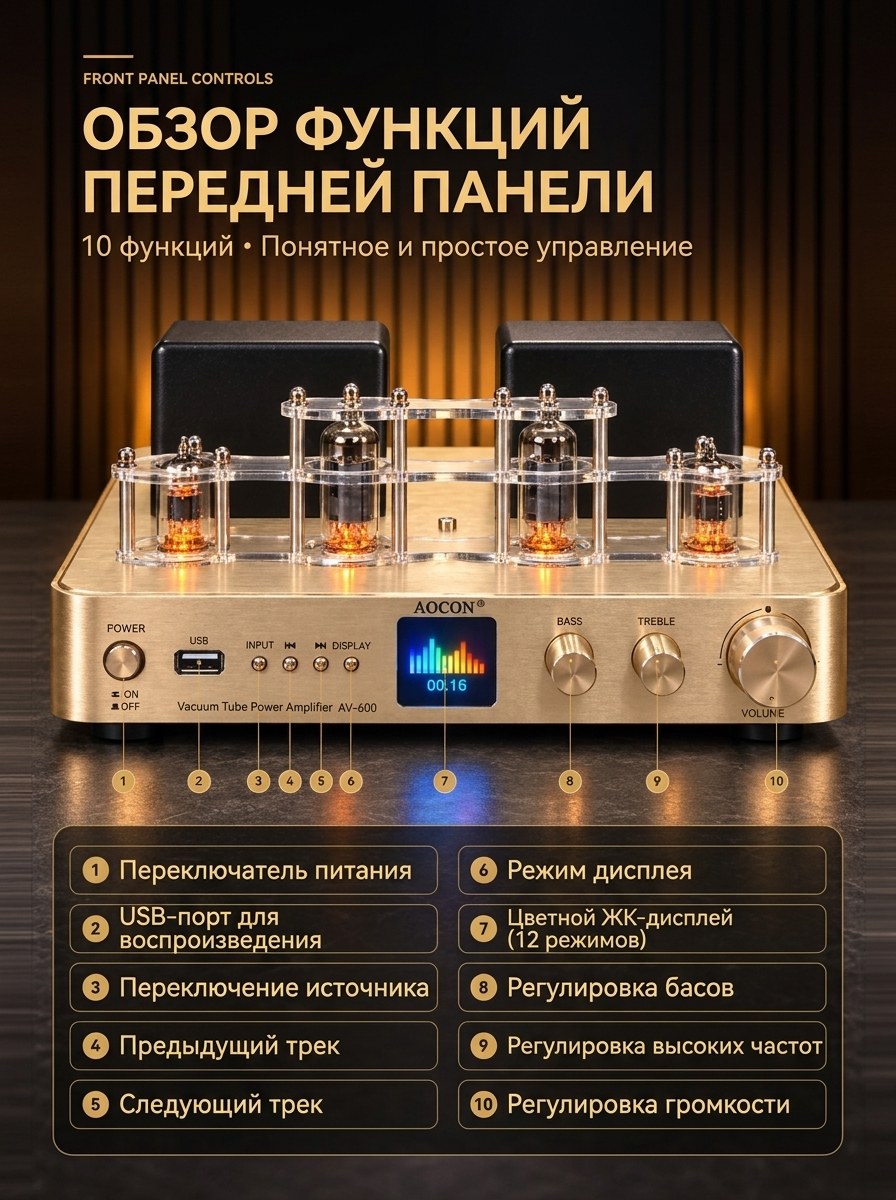 FRONT PANEL CONTROLS
ОБЗОР ФУНКЦИЙ
ПЕРЕДНЕЙ ПАНЕЛИ
10 функций • Понятное и простое управление
AOCON®
POWER
USB
INPUT
DISPLAY
BASS
TREBLE
00:16
ON
OFF
Vacuum Tube Power Amplifier AV-600
VOLUME
1 2 3 4 5 6 7 8 9 10
1 Переключатель питания
2 USB-порт для
воспроизведения
3 Переключение источника
4 Предыдущий трек
5 Следующий трек
6 Режим дисплея
7 Цветной ЖК-дисплей
(12 режимов)
8 Регулировка басов
9 Регулировка высоких частот
10 Регулировка громкости